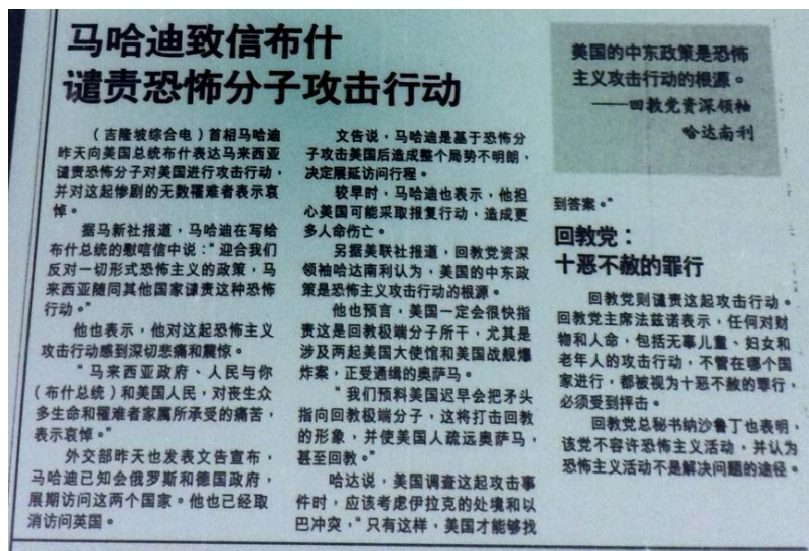 马哈迪致信布什
谴责恐怖分子攻击行动
（吉隆坡综合电）首相马哈迪
昨天向美国总统布什表达马来西亚
谴责恐怖分子对美国进行攻击行动，
并对这起惨剧的无数罹难者表示哀
悼。
据马新社报道，马哈迪在写给
布什总统的慰唁信中说：“迎合我们
反对一切形式恐怖主义的政策，马
来西亚随同其他国家谴责这种恐怖
行动。”
他也表示，他对这起恐怖主义
攻击行动感到深切悲痛和震惊。
“马来西亚政府、人民与你
（布什总统）和美国人民，对丧生众
多生命和罹难者家属所承受的痛苦，
表示哀悼。”
外交部昨天也发表文告宣布，
马哈迪已知会俄罗斯和德国政府，
展期访问这两个国家。他也已经取
消访问英国。
文告说，马哈迪是基于恐怖分
子攻击美国后造成整个局势不明朗，
决定展延访问行程。
较早时，马哈迪也表示，他担
心美国可能采取报复行动，造成更
多人命伤亡。
另据美联社报道，回教党资深
领袖哈达南利认为，美国的中东政
策是恐怖主义攻击行动的根源。
他也预言，美国一定会很快指
责这是回教极端分子所干，尤其是
涉及两起美国大使馆和美国战舰爆
炸案，正受通缉的奥萨马。
“我们预料美国迟早会把矛头
指向回教极端分子，这将打击回教
的形象，并使美国人疏远奥萨马，
甚至回教。”
哈达说，美国调查这起攻击事
件时，应该考虑伊拉克的处境和以
巴冲突，“只有这样，美国才能够找
美国的中东政策是恐怖
主义攻击行动的根源。
——回教党资深领袖
哈达南利
到答案。”
回教党：
十恶不赦的罪行
回教党则谴责这起攻击行动。
回教党主席法兹诺表示，任何对财
物和人命，包括无辜儿童、妇女和
老年人的攻击行动，不管在哪个国
家进行，都被视为十恶不赦的罪行，
必须受到抨击。
回教党总秘书纳沙鲁丁也表明，
该党不容许恐怖主义活动，并认为
恐怖主义活动不是解决问题的途径。